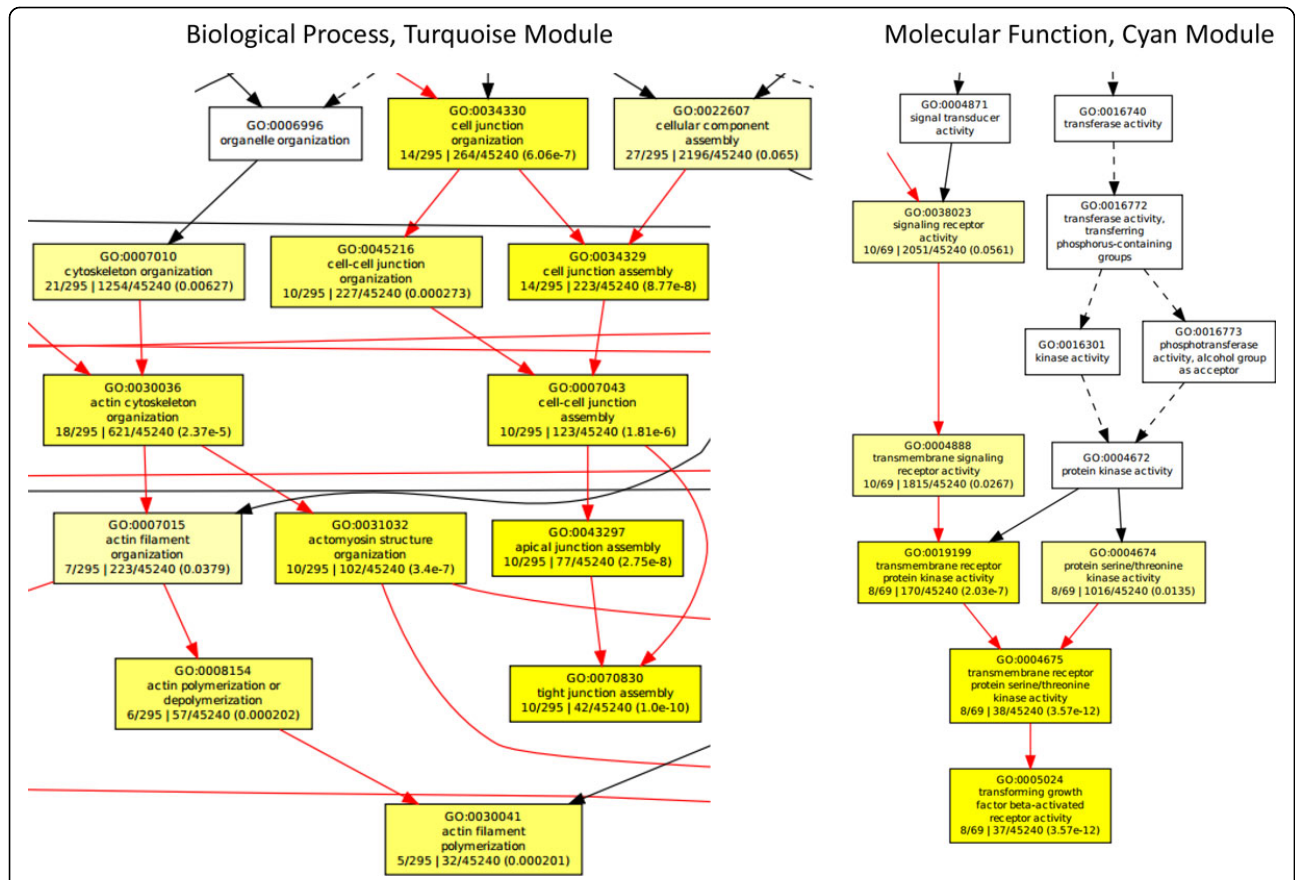 Biological Process, Turquoise Module
Molecular Function, Cyan Module
GO:0006996
organelle organization
GO:0034330
cell junction
organization
14/295 | 264/45240 (6.06e-7)
GO:0022607
cellular component
assembly
27/295 | 2196/45240 (0.065)
GO:0007010
cytoskeleton organization
21/295 | 1254/45240 (0.00627)
GO:0045216
cell-cell junction
organization
10/295 | 227/45240 (0.000273)
GO:0034329
cell junction assembly
14/295 | 223/45240 (8.77e-8)
GO:0030036
actin cytoskeleton
organization
18/295 | 621/45240 (2.37e-5)
GO:0007043
cell-cell junction
assembly
10/295 | 123/45240 (1.81e-6)
GO:0007015
actin filament
organization
7/295 | 223/45240 (0.0379)
GO:0031032
actomyosin structure
organization
10/295 | 102/45240 (3.4e-7)
GO:0043297
apical junction assembly
10/295 | 77/45240 (2.75e-8)
GO:0008154
actin polymerization or
depolymerization
6/295 | 57/45240 (0.000202)
GO:0070830
tight junction assembly
10/295 | 42/45240 (1.0e-10)
GO:0030041
actin filament
polymerization
5/295 | 32/45240 (0.000201)
GO:0004871
signal transducer
activity
GO:0016740
transferase activity
GO:0038023
signaling receptor
activity
10/69 | 2051/45240 (0.0561)
GO:0016772
transferase activity,
transferring
phosphorus-containing
groups
GO:0016301
kinase activity
GO:0016773
phosphotransferase
activity, alcohol group
as acceptor
GO:0004888
transmembrane signaling
receptor activity
10/69 | 1815/45240 (0.0267)
GO:0004672
protein kinase activity
GO:0019199
transmembrane receptor
protein kinase activity
8/69 | 170/45240 (2.03e-7)
GO:0004674
protein serine/threonine
kinase activity
8/69 | 1016/45240 (0.0135)
GO:0004675
transmembrane receptor
protein serine/threonine
kinase activity
8/69 | 38/45240 (3.57e-12)
GO:0005024
transforming growth
factor beta-activated
receptor activity
8/69 | 37/45240 (3.57e-12)